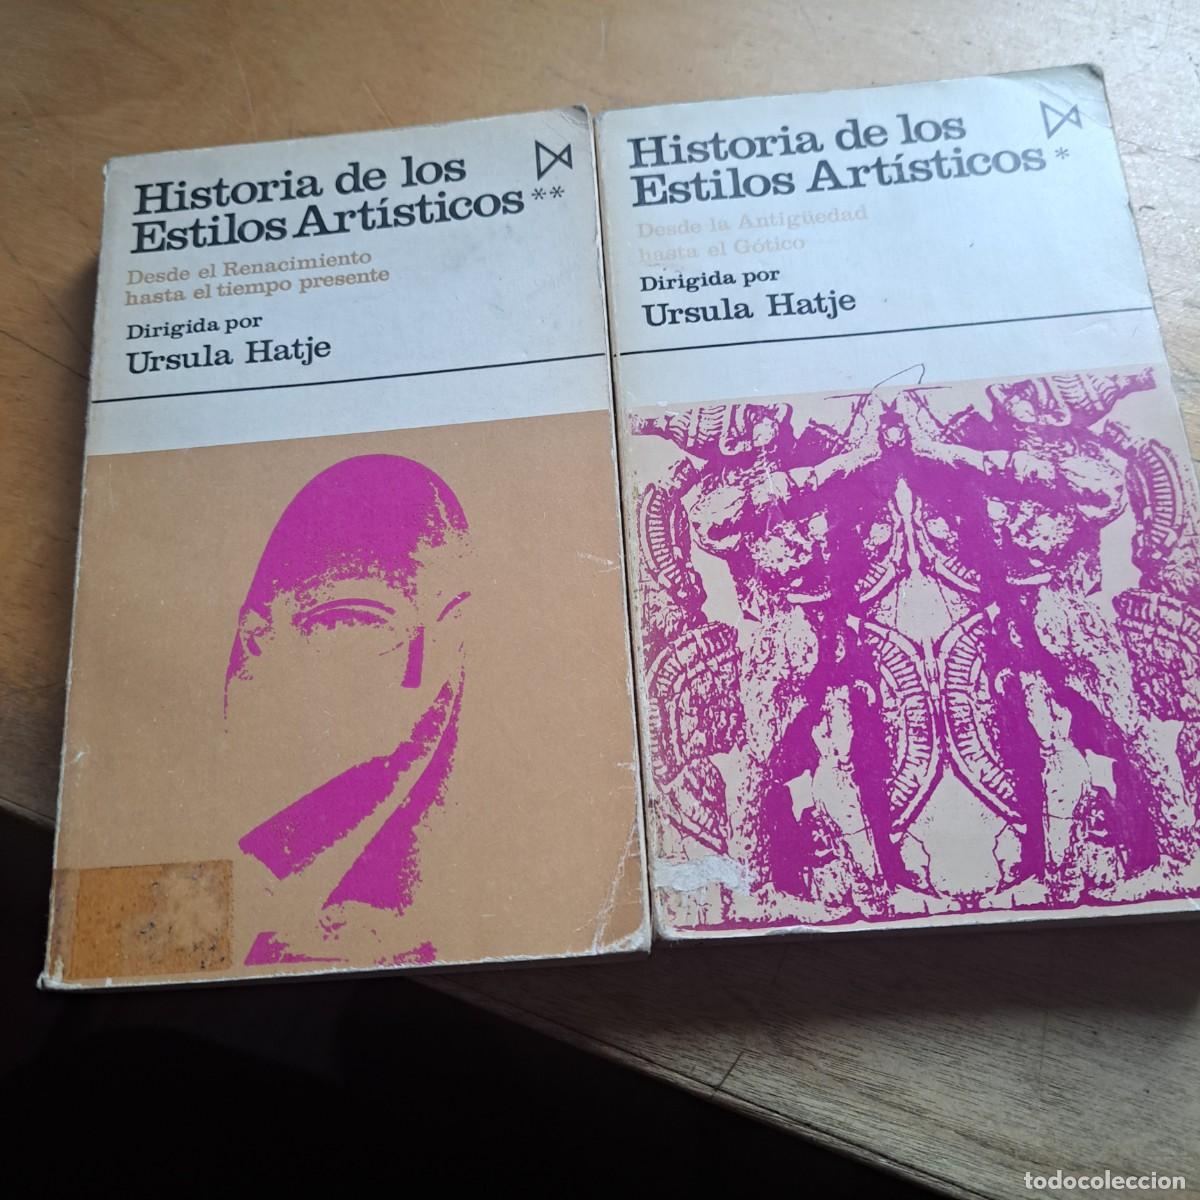 Historia de los
Estilos Artísticos **
Desde el Renacimiento
hasta el tiempo presente
Dirigida por
Ursula Hatje
Historia de los
Estilos Artísticos *
Desde la Antigüedad
hasta el Gótico
Dirigida por
Ursula Hatje
todocoleccion